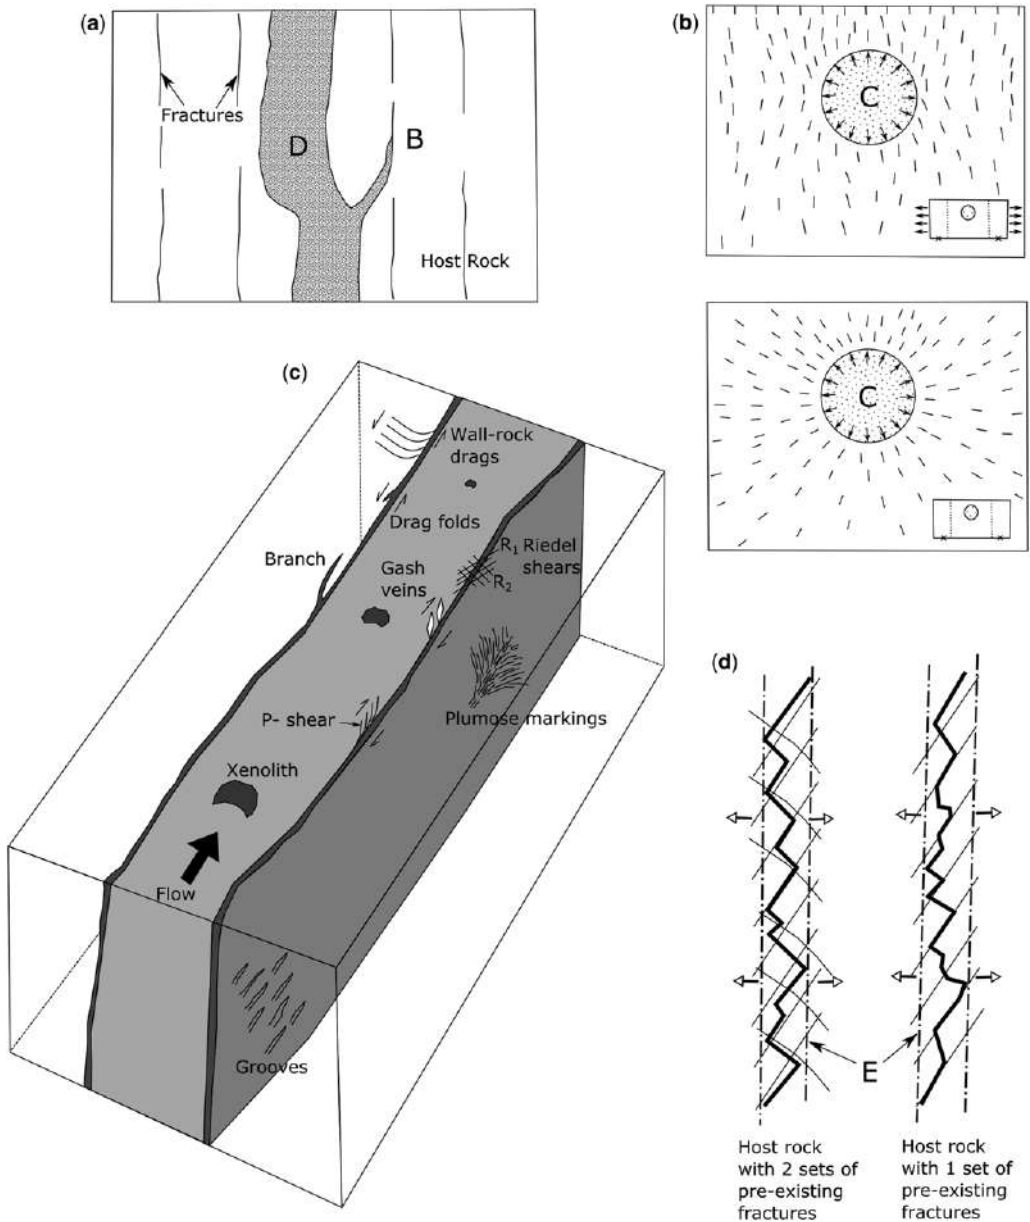 (a)
Fractures
D
B
Host Rock
(b)
C
C
(c)
Wall-rock
drags
Drag folds
Branch
Gash
veins
R1 Riedel
shears
R2
P- shear
Plumose markings
Xenolith
Flow
Grooves
(d)
E
Host rock
with 2 sets of
pre-existing
fractures
Host rock
with 1 set of
pre-existing
fractures